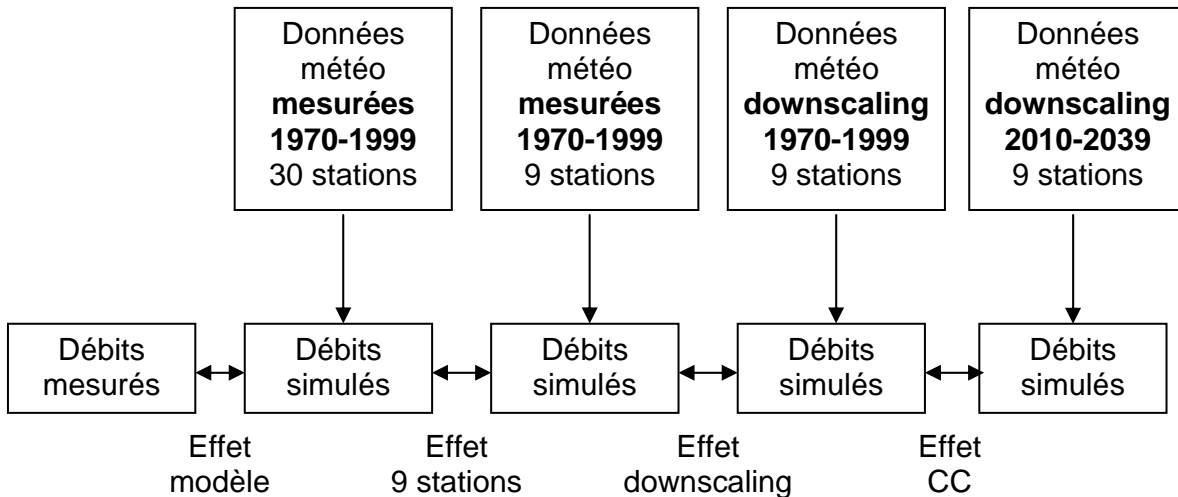 Données
météo
mesurées
1970-1999
30 stations
Données
météo
mesurées
1970-1999
9 stations
Données
météo
downscaling
1970-1999
9 stations
Données
météo
downscaling
2010-2039
9 stations
Débits
mesurés
Débits
simulés
Débits
simulés
Débits
simulés
Débits
simulés
Effet
modèle
Effet
9 stations
Effet
downscaling
Effet
CC